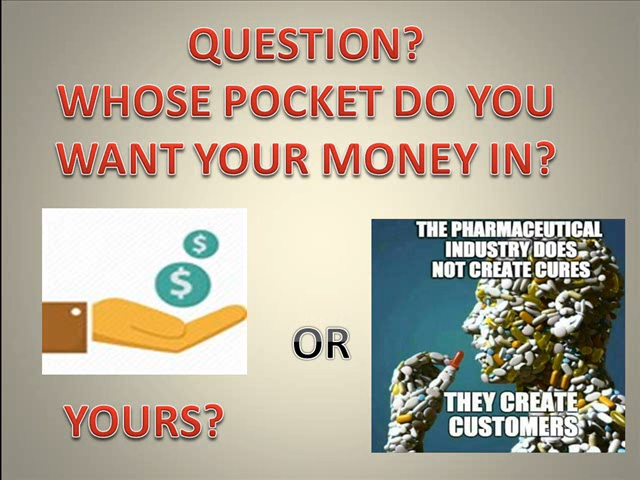 QUESTION?
WHOSE POCKET DO YOU
WANT YOUR MONEY IN?
$
$
THE PHARMACEUTICAL
INDUSTRY DOES
NOT CREATE CURES
OR
THEY CREATE
CUSTOMERS
YOURS?